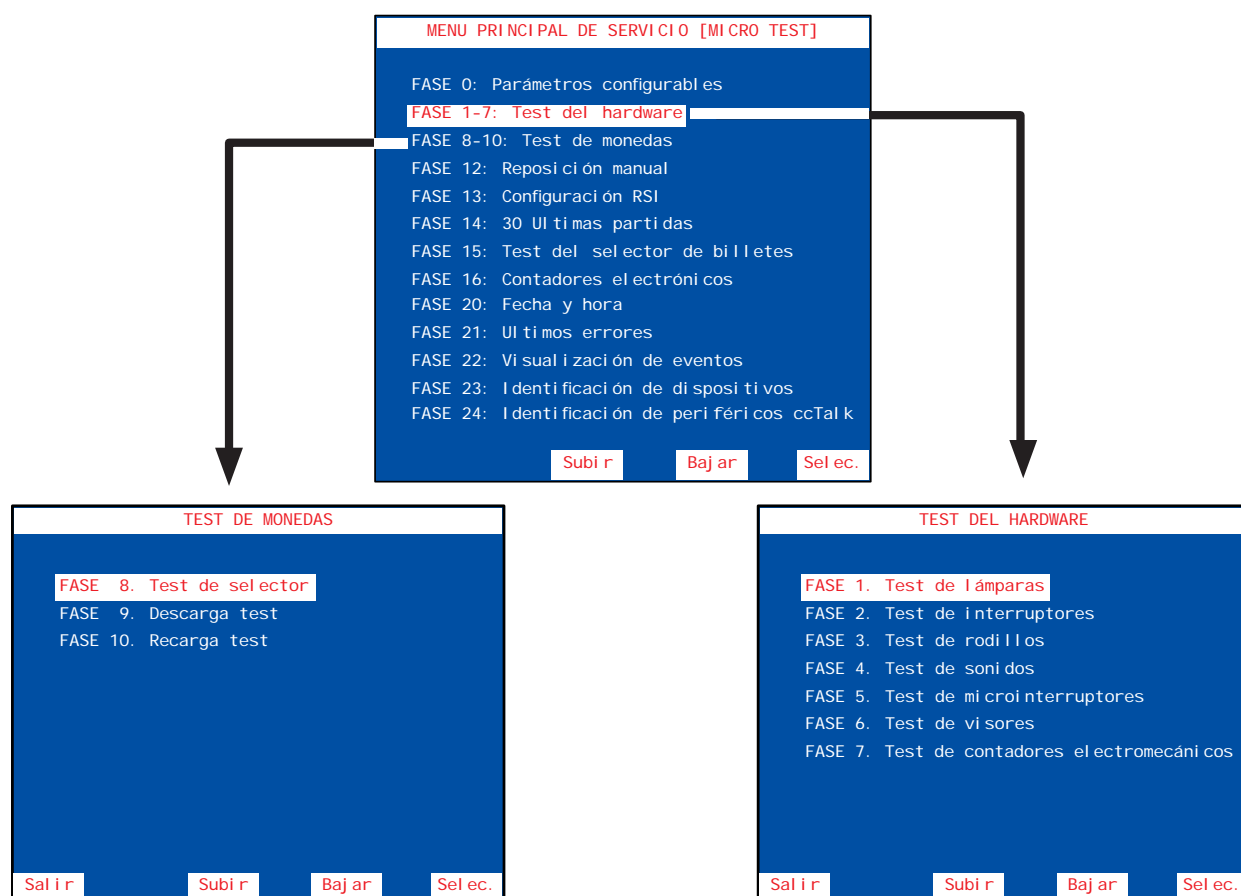 MENU PRINCIPAL DE SERVICIO [MICRO TEST]
FASE 0: Parámetros configurables
FASE 1-7: Test del hardware
FASE 8-10: Test de monedas
FASE 12: Reposición manual
FASE 13: Configuración RSI
FASE 14: 30 Ultimas partidas
FASE 15: Test del selector de billetes
FASE 16: Contadores electrónicos
FASE 20: Fecha y hora
FASE 21: Ultimos errores
FASE 22: Visualización de eventos
FASE 23: Identificación de dispositivos
FASE 24: Identificación de periféricos ccTalk
Subir Bajar Selec.
TEST DE MONEDAS
FASE 8. Test de selector
FASE 9. Descarga test
FASE 10. Recarga test
Salir Subir Bajar Selec.
TEST DEL HARDWARE
FASE 1. Test de lámparas
FASE 2. Test de interruptores
FASE 3. Test de rodillos
FASE 4. Test de sonidos
FASE 5. Test de microinterruptores
FASE 6. Test de visores
FASE 7. Test de contadores electromecánicos
Salir Subir Bajar Selec.